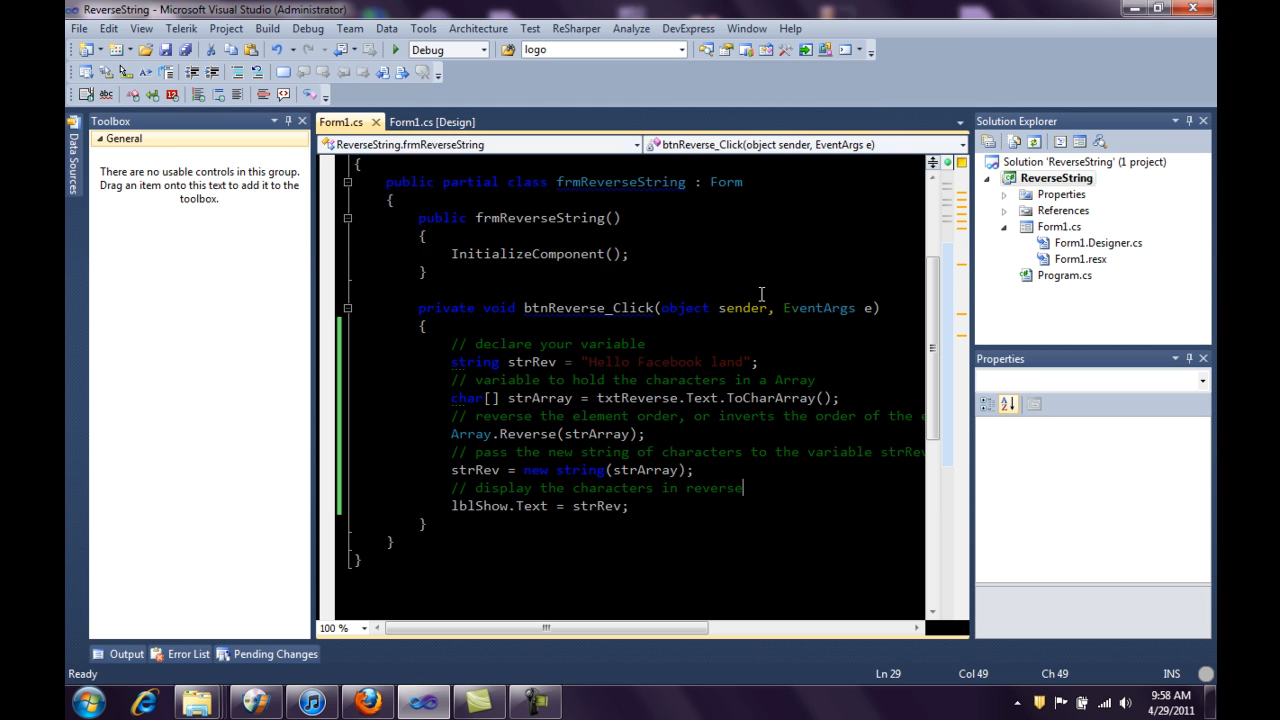 ReverseString - Microsoft Visual Studio (Administrator)
File Edit View Telerik Project Build Debug Team Data Tools Architecture Test ReSharper Analyze DevExpress Window Help
Debug logo
Toolbox
General
There are no usable controls in this group.
Drag an item onto this text to add it to the
toolbox.
Data Sources
Form1.cs Form1.cs [Design]
ReverseString.frmReverseString btnReverse_Click(object sender, EventArgs e)
{
public partial class frmReverseString : Form
{
public frmReverseString()
{
InitializeComponent();
}
private void btnReverse_Click(object sender, EventArgs e)
{
// declare your variable
string strRev = "Hello Facebook land";
// variable to hold the characters in a Array
char[] strArray = txtReverse.Text.ToCharArray();
// reverse the element order, or inverts the order of the e
Array.Reverse(strArray);
// pass the new string of characters to the variable strRev
strRev = new string(strArray);
// display the characters in reverse
lblShow.Text = strRev;
}
}
}
100 %
Solution Explorer
Solution 'ReverseString' (1 project)
ReverseString
Properties
References
Form1.cs
Form1.Designer.cs
Form1.resx
Program.cs
Properties
Output Error List Pending Changes
Ready Ln 29 Col 49 Ch 49 INS
9:58 AM
4/29/2011